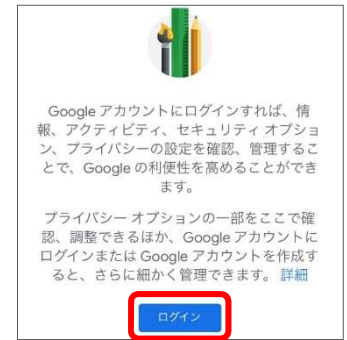 Google アカウントにログインすれば、情
報、アクティビティ、セキュリティ オプショ
ン、プライバシーの設定を確認、管理するこ
とで、Google の利便性を高めることができ
ます。
プライバシー オプションの一部をここで確
認、調整できるほか、Google アカウントに
ログインまたは Google アカウントを作成す
ると、さらに細かく管理できます。 詳細
ログイン